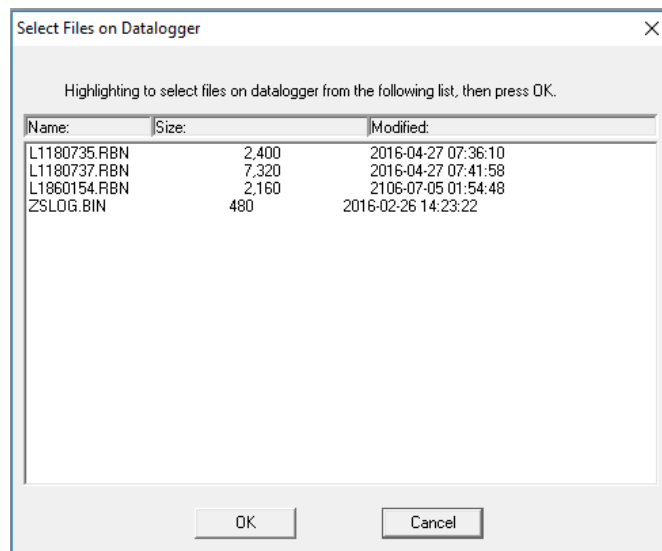 Select Files on Datalogger
Highlighting to select files on datalogger from the following list, then press OK.
Name: Size: Modified:
L1180735.RBN 2,400 2016-04-27 07:36:10
L1180737.RBN 7,320 2016-04-27 07:41:58
L1860154.RBN 2,160 2106-07-05 01:54:48
ZSLOG.BIN 480 2016-02-26 14:23:22
OK Cancel